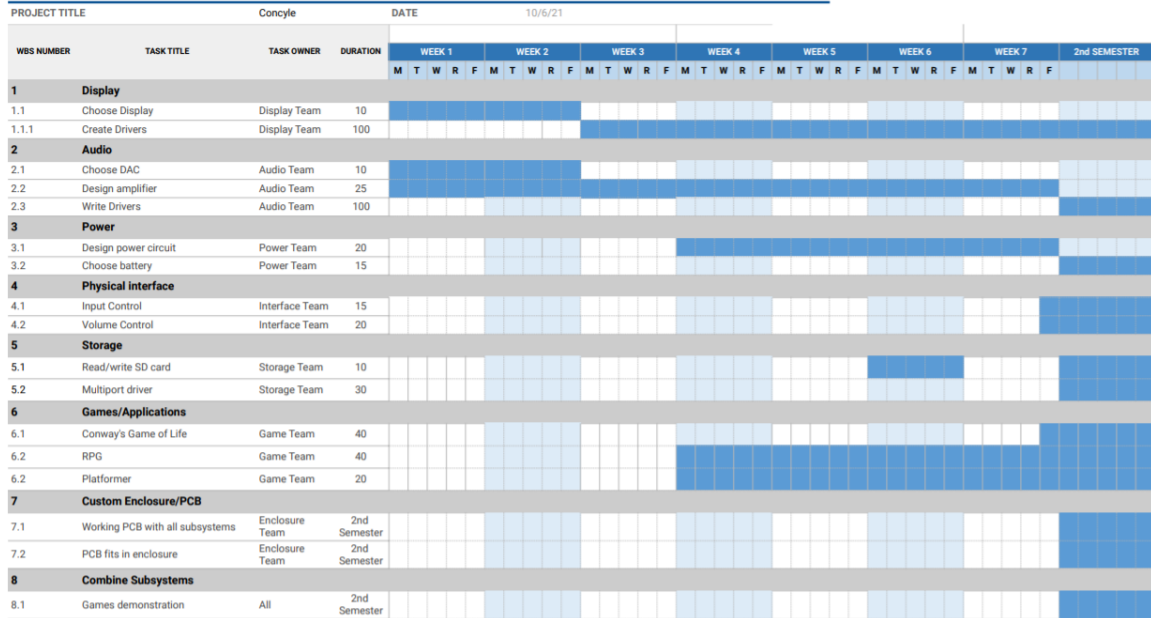 PROJECT TITLE Concyle DATE 10/6/21
WBS NUMBER TASK TITLE TASK OWNER DURATION WEEK 1 WEEK 2 WEEK 3 WEEK 4 WEEK 5 WEEK 6 WEEK 7 2nd SEMESTER
M T W R F M T W R F M T W R F M T W R F M T W R F M T W R F M T W R F
1 Display
1.1 Choose Display Display Team 10
1.1.1 Create Drivers Display Team 100
2 Audio
2.1 Choose DAC Audio Team 10
2.2 Design amplifier Audio Team 25
2.3 Write Drivers Audio Team 100
3 Power
3.1 Design power circuit Power Team 20
3.2 Choose battery Power Team 15
4 Physical interface
4.1 Input Control Interface Team 15
4.2 Volume Control Interface Team 20
5 Storage
5.1 Read/write SD card Storage Team 10
5.2 Multiport driver Storage Team 30
6 Games/Applications
6.1 Conway's Game of Life Game Team 40
6.2 RPG Game Team 40
6.2 Platformer Game Team 20
7 Custom Enclosure/PCB
7.1 Working PCB with all subsystems Enclosure Team 2nd Semester
7.2 PCB fits in enclosure Enclosure Team 2nd Semester
8 Combine Subsystems
8.1 Games demonstration All 2nd Semester